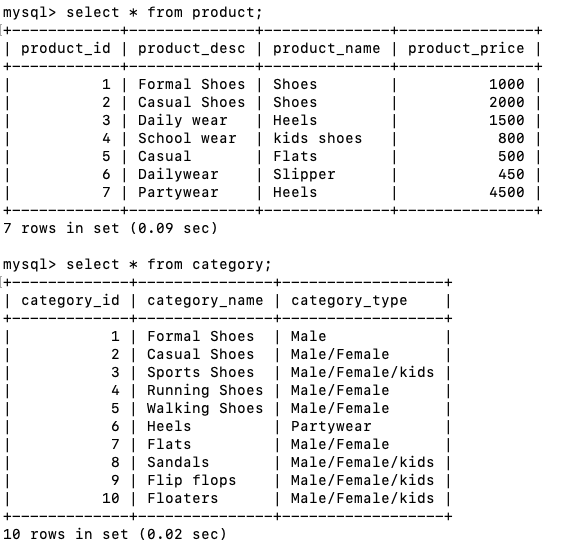 mysql> select * from product;
+------------+--------------+--------------+---------------+
| product_id | product_desc | product_name | product_price |
+------------+--------------+--------------+---------------+
|          1 | Formal Shoes | Shoes        |          1000 |
|          2 | Casual Shoes | Shoes        |          2000 |
|          3 | Daily wear   | Heels        |          1500 |
|          4 | School wear  | kids shoes   |           800 |
|          5 | Casual       | Flats        |           500 |
|          6 | Dailywear    | Slipper      |           450 |
|          7 | Partywear    | Heels        |          4500 |
+------------+--------------+--------------+---------------+
7 rows in set (0.09 sec)

mysql> select * from category;
+-------------+---------------+------------------+
| category_id | category_name | category_type    |
+-------------+---------------+------------------+
|           1 | Formal Shoes  | Male             |
|           2 | Casual Shoes  | Male/Female      |
|           3 | Sports Shoes  | Male/Female/kids |
|           4 | Running Shoes | Male/Female      |
|           5 | Walking Shoes | Male/Female      |
|           6 | Heels         | Partywear        |
|           7 | Flats         | Male/Female      |
|           8 | Sandals       | Male/Female/kids |
|           9 | Flip flops    | Male/Female/kids |
|          10 | Floaters      | Male/Female/kids |
+-------------+---------------+------------------+
10 rows in set (0.02 sec)